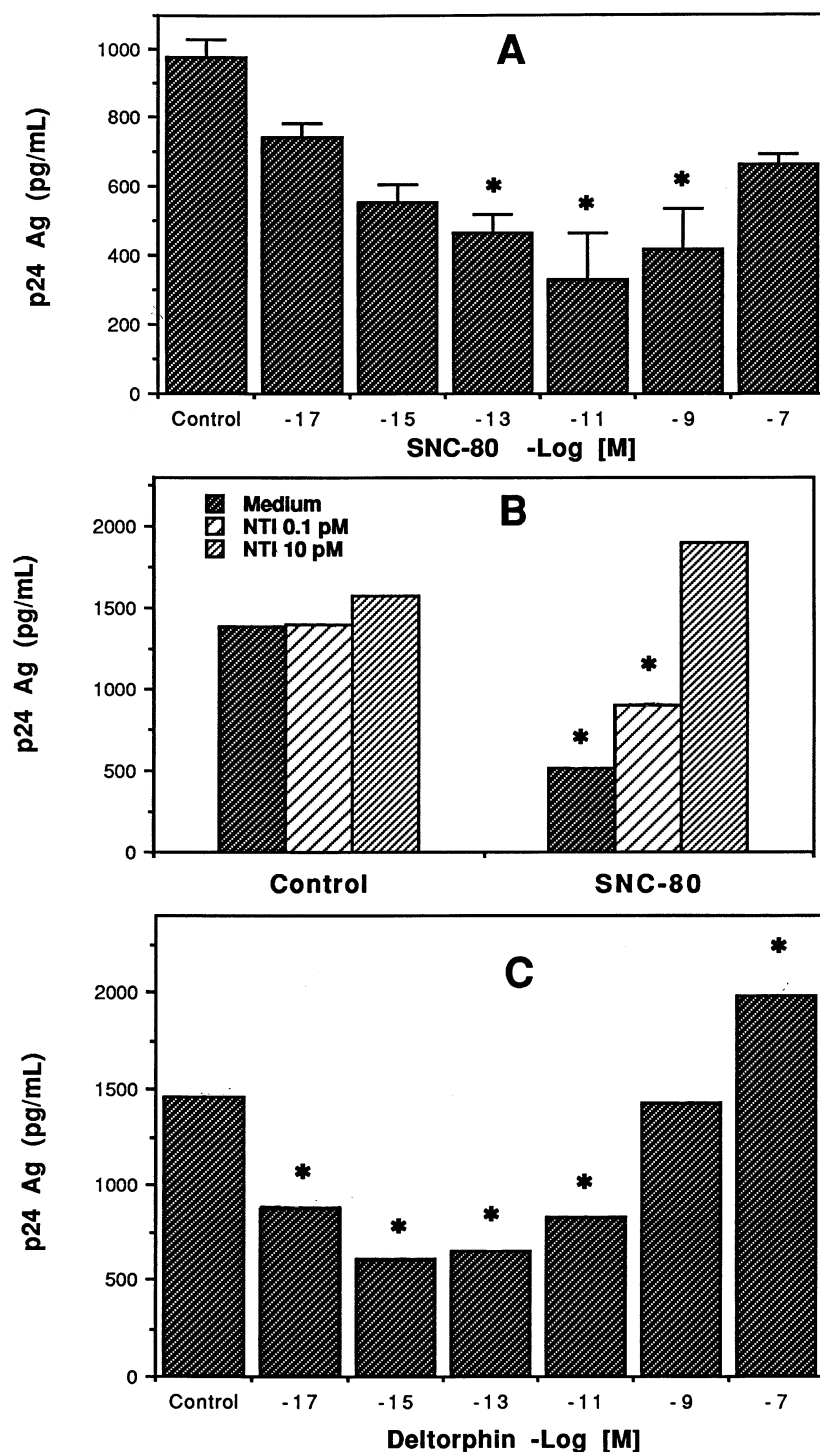 A
p24 Ag (pg/mL)
1000
800
600
400
200
0
* * *
Control -17 -15 -13 -11 -9 -7
SNC-80 -Log [M]
B
Medium
NTI 0.1 pM
NTI 10 pM
p24 Ag (pg/mL)
2000
1500
1000
500
0
* *
Control SNC-80
C
p24 Ag (pg/mL)
2000
1500
1000
500
0
* * * * *
Control -17 -15 -13 -11 -9 -7
Deltorphin -Log [M]